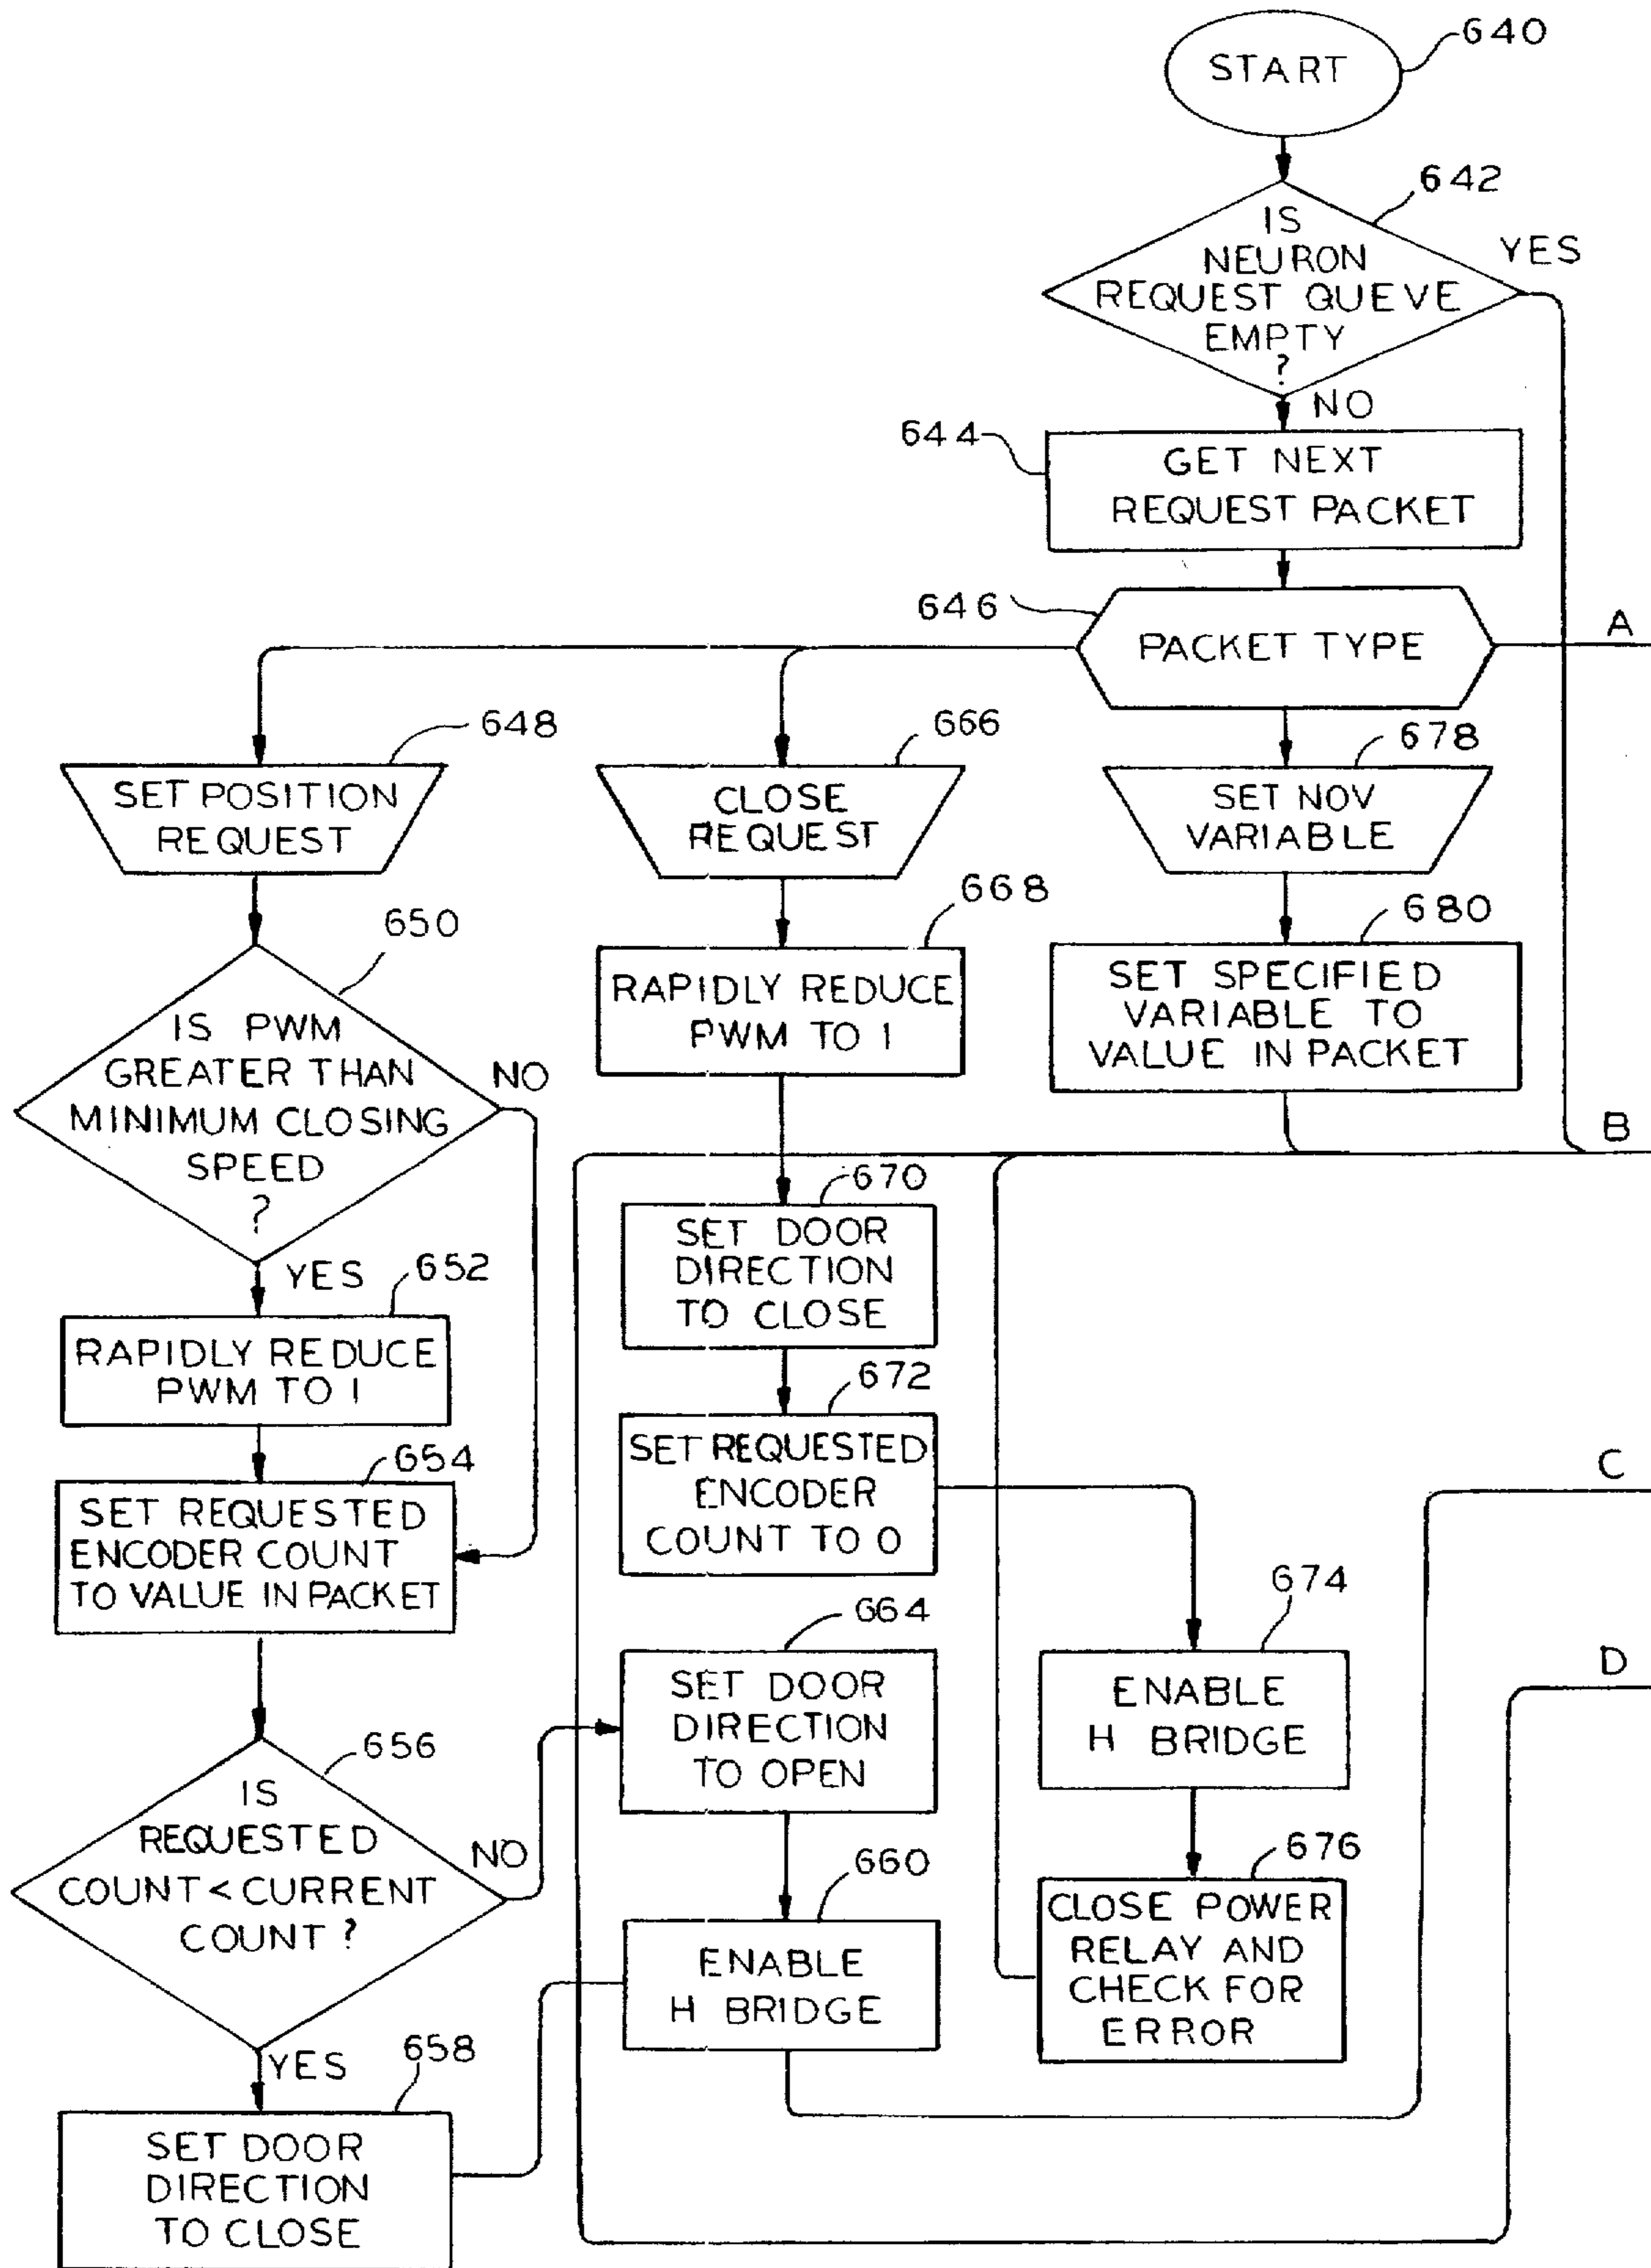 START
640
642
IS
NEURON
REQUEST QUEVE
EMPTY
?
YES
NO
644
GET NEXT
REQUEST PACKET
646
PACKET TYPE
A
648
SET POSITION
REQUEST
666
CLOSE
REQUEST
678
SET NOV
VARIABLE
650
IS PWM
GREATER THAN
MINIMUM CLOSING
SPEED
?
NO
YES
668
RAPIDLY REDUCE
PWM TO 1
680
SET SPECIFIED
VARIABLE TO
VALUE IN PACKET
B
670
SET DOOR
DIRECTION
TO CLOSE
652
RAPIDLY REDUCE
PWM TO 1
672
SET REQUESTED
ENCODER
COUNT TO 0
C
654
SET REQUESTED
ENCODER COUNT
TO VALUE IN PACKET
664
SET DOOR
DIRECTION
TO OPEN
674
ENABLE
H BRIDGE
D
656
IS
REQUESTED
COUNT < CURRENT
COUNT ?
NO
YES
660
ENABLE
H BRIDGE
676
CLOSE POWER
RELAY AND
CHECK FOR
ERROR
658
SET DOOR
DIRECTION
TO CLOSE